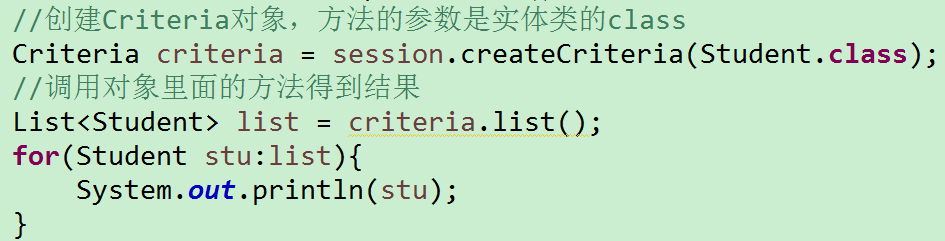 //创建Criteria对象，方法的参数是实体类的class
Criteria criteria = session.createCriteria(Student.class);
//调用对象里面的方法得到结果
List<Student> list = criteria.list();
for(Student stu:list){
    System.out.println(stu);
}